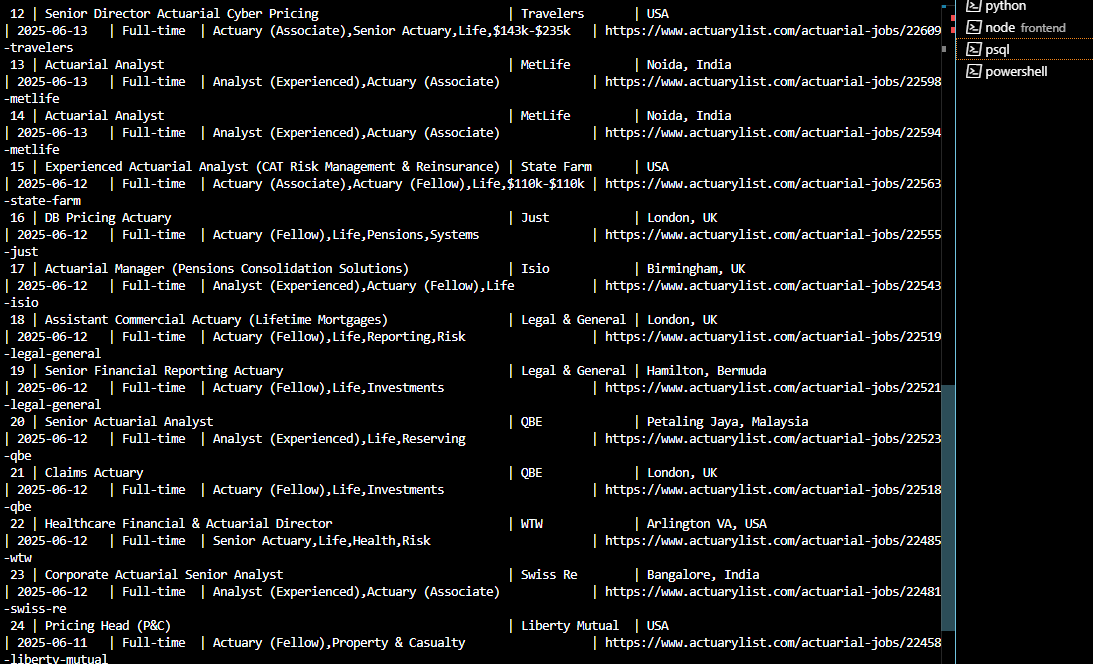 12 | Senior Director Actuarial Cyber Pricing | Travelers | USA
| 2025-06-13 | Full-time | Actuary (Associate),Senior Actuary,Life,$143k-$235k | https://www.actuarylist.com/actuarial-jobs/22609
-travelers
13 | Actuarial Analyst | MetLife | Noida, India
| 2025-06-13 | Full-time | Analyst (Experienced),Actuary (Associate) | https://www.actuarylist.com/actuarial-jobs/22598
-metlife
14 | Actuarial Analyst | MetLife | Noida, India
| 2025-06-13 | Full-time | Analyst (Experienced),Actuary (Associate) | https://www.actuarylist.com/actuarial-jobs/22594
-metlife
15 | Experienced Actuarial Analyst (CAT Risk Management & Reinsurance) | State Farm | USA
| 2025-06-12 | Full-time | Actuary (Associate),Actuary (Fellow),Life,$110k-$110k | https://www.actuarylist.com/actuarial-jobs/22563
-state-farm
16 | DB Pricing Actuary | Just | London, UK
| 2025-06-12 | Full-time | Actuary (Fellow),Life,Pensions,Systems | https://www.actuarylist.com/actuarial-jobs/22555
-just
17 | Actuarial Manager (Pensions Consolidation Solutions) | Isio | Birmingham, UK
| 2025-06-12 | Full-time | Analyst (Experienced),Actuary (Fellow),Life | https://www.actuarylist.com/actuarial-jobs/22543
-isio
18 | Assistant Commercial Actuary (Lifetime Mortgages) | Legal & General | London, UK
| 2025-06-12 | Full-time | Actuary (Fellow),Life,Reporting,Risk | https://www.actuarylist.com/actuarial-jobs/22519
-legal-general
19 | Senior Financial Reporting Actuary | Legal & General | Hamilton, Bermuda
| 2025-06-12 | Full-time | Actuary (Fellow),Life,Investments | https://www.actuarylist.com/actuarial-jobs/22521
-legal-general
20 | Senior Actuarial Analyst | QBE | Petaling Jaya, Malaysia
| 2025-06-12 | Full-time | Analyst (Experienced),Life,Reserving | https://www.actuarylist.com/actuarial-jobs/22523
-qbe
21 | Claims Actuary | QBE | London, UK
| 2025-06-12 | Full-time | Actuary (Fellow),Life,Investments | https://www.actuarylist.com/actuarial-jobs/22518
-qbe
22 | Healthcare Financial & Actuarial Director | WTW | Arlington VA, USA
| 2025-06-12 | Full-time | Senior Actuary,Life,Health,Risk | https://www.actuarylist.com/actuarial-jobs/22485
-wtw
23 | Corporate Actuarial Senior Analyst | Swiss Re | Bangalore, India
| 2025-06-12 | Full-time | Analyst (Experienced),Actuary (Associate) | https://www.actuarylist.com/actuarial-jobs/22481
-swiss-re
24 | Pricing Head (P&C) | Liberty Mutual | USA
| 2025-06-11 | Full-time | Actuary (Fellow),Property & Casualty | https://www.actuarylist.com/actuarial-jobs/22458
-liberty-mutual
python
node frontend
psql
powershell